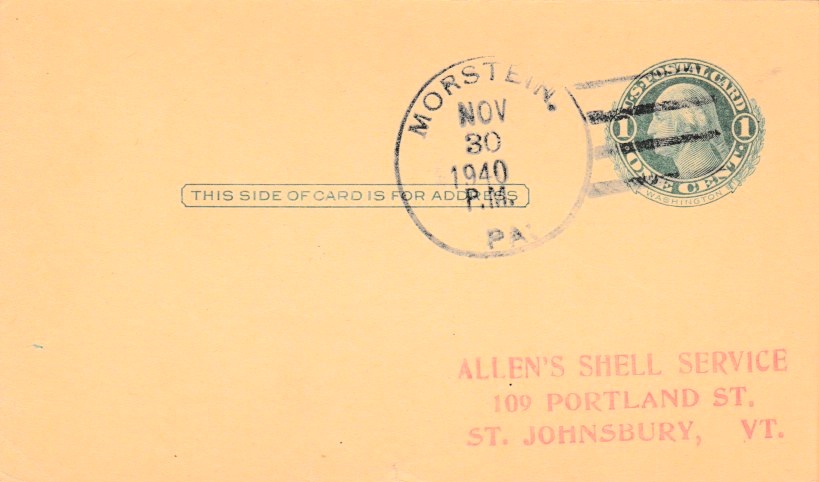 MORSTEIN.
NOV
30
1940
P.M.
PA.
U·S·POSTAL CARD
1 1
ONE CENT
WASHINGTON
THIS SIDE OF CARD IS FOR ADDRESS
ALLEN'S SHELL SERVICE
109 PORTLAND ST.
ST. JOHNSBURY, VT.